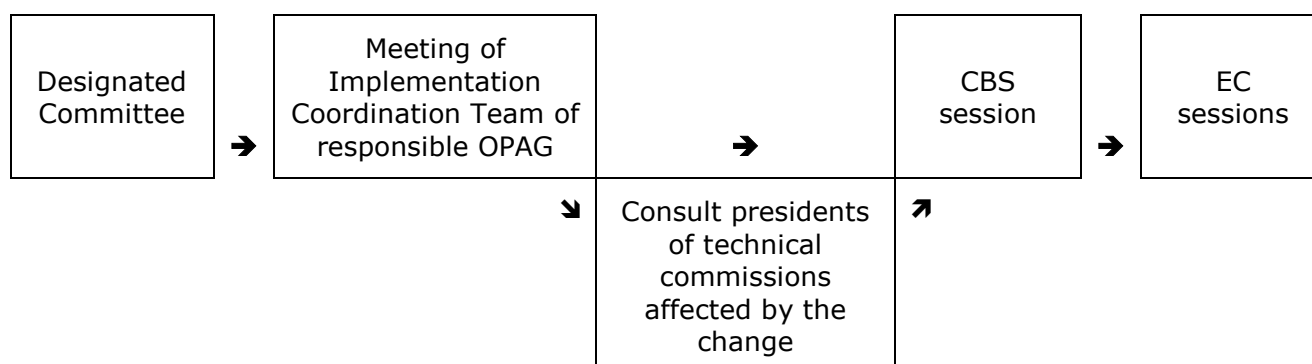 Designated
Committee
➔
Meeting of
Implementation
Coordination Team of
responsible OPAG
➔
CBS
session
➔
EC
sessions
➘
Consult presidents
of technical
commissions
affected by the
change
➚